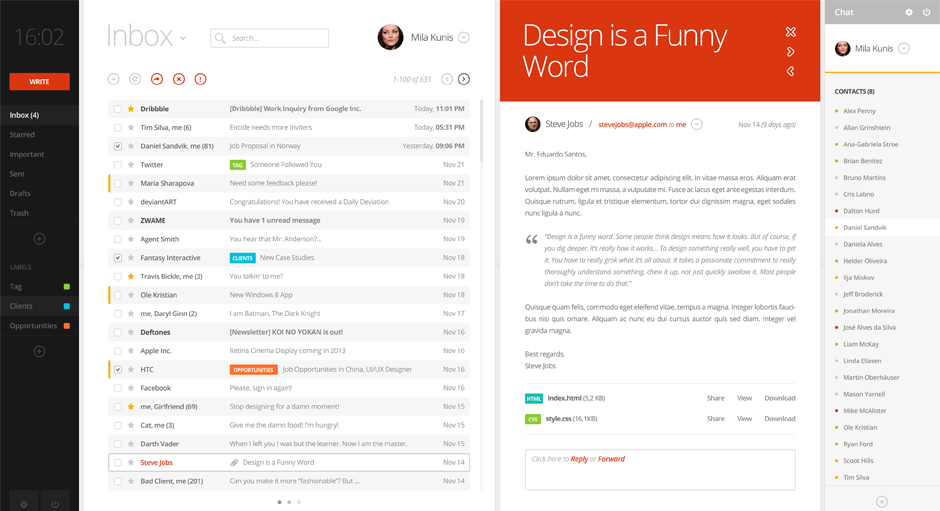 16:02
WRITE
Inbox (4)
Starred
Important
Sent
Drafts
Trash
LABELS
Tag
Clients
Opportunities
Inbox
Search ...
Mila Kunis
1-100 of 631
Dribbble [Dribbble] Work Inquiry from Google Inc. Today, 11:01 PM
Tim Silva, me (6) Encide needs more Inviters Today, 05:31 PM
Daniel Sandvik, me (81) Job Proposal in Norway Yesterday, 09:06 PM
Twitter TAG Someone Followed You Nov 21
Maria Sharapova Need some feedback please! Nov 21
deviantART Congratulations! You have received a Daily Deviation Nov 20
ZWAME You have 1 unread message Nov 19
Agent Smith You hear that Mr. Anderson?... Nov 19
Fantasy Interactive CLIENTS New Case Studies Nov 18
Travis Bickle, me (3) You talkin' to me? Nov 18
Ole Kristian New Windows 8 App Nov 18
me, Daryl Ginn (2) I am Batman, The Dark Knight Nov 17
Deftones [Newsletter] KOI NO YOKAN is out! Nov 16
Apple Inc. Retina Cinema Display coming in 2013 Nov 16
HTC OPPORTUNITIES Job Opportunities in China, UI/UX Designer Nov 16
Facebook Please, sign in again! Nov 16
me, Girlfriend (69) Stop designing for a damn moment! Nov 15
Cat, me (3) Give me the damn food! I'm hungry! Nov 15
Darth Vader When I left you I was but the learner. Now I am the master. Nov 15
Steve Jobs Design is a Funny Word Nov 14
Bad Client, me (201) Can you make it more "fashionable"? But ... Nov 14
Design is a Funny
Word
Steve Jobs / stevejobs@apple.com to me Nov 14 (9 days ago)
Mr. Eduardo Santos,
Lorem ipsum dolor sit amet, consectetur adipiscing elit. In vitae massa eros. Aliquam erat
volutpat. Nullam eget mi massa, a vulputate mi. Fusce ac lacus eget ante egestas interdum.
Quisque rutrum, ligula et tristique elementum, tortor dui dignissim magna, eget sodales
nunc ligula a nunc.
“ "Design is a funny word. Some people think design means how it looks. But of course, if
you dig deeper, it's really how it works... To design something really well, you have to get
it. You have to really grok what it's all about. It takes a passionate commitment to really
thoroughly understand something, chew it up, not just quickly swallow it. Most people
don't take the time to do that."
Quisque quam felis, commodo eget eleifend vitae, tempus a magna. Integer lobortis fauci-
bus nisi quis ornare. Aliquam ac nunc eu dui cursus auctor quis sed diam. Integer vel
gravida magna.
Best regards,
Steve Jobs
HTML index.html (5,2 KB) Share View Download
CSS style.css (16,1KB) Share View Download
Click here to Reply or Forward
Chat
Mila Kunis
CONTACTS (8)
Alex Penny
Allan Grinshtein
Ana-Gabriela Stroe
Brian Benitez
Bruno Martins
Cris Labno
Dalton Hurd
Daniel Sandvik
Daniela Alves
Helder Oliveira
Ilja Miskov
Jeff Broderick
Jonathan Moreira
José Alves da Silva
Liam McKay
Linda Eliasen
Martin Oberhäuser
Mason Yarnell
Mike McAlister
Ole Kristian
Ryan Ford
Scoot Hills
Tim Silva